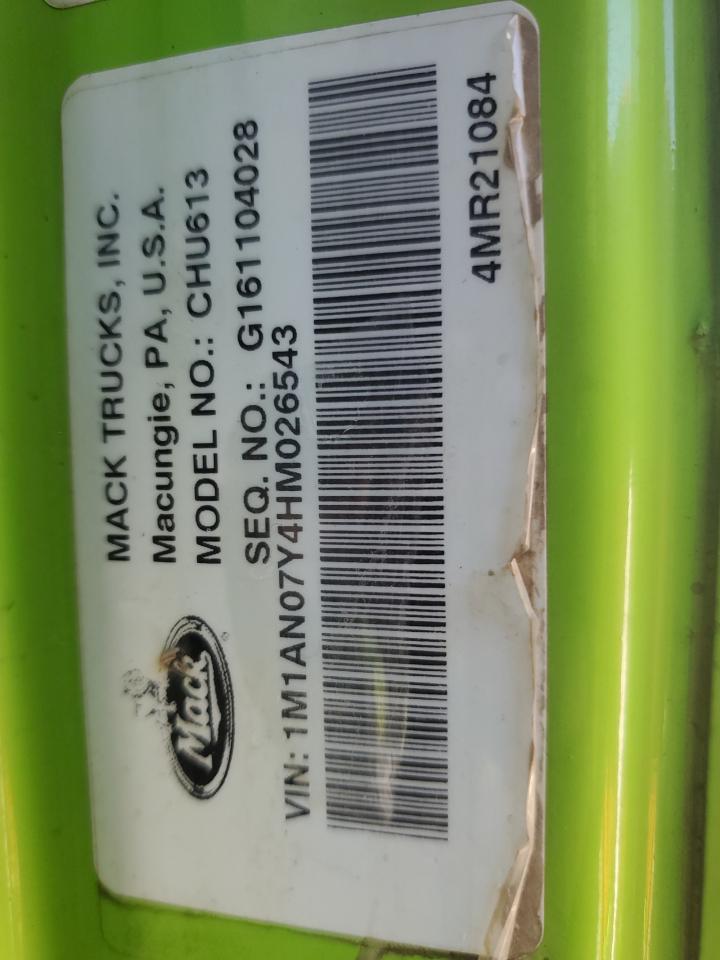 Mack
®
MACK TRUCKS, INC.
Macungie, PA, U.S.A.
MODEL NO.: CHU613
SEQ. NO.: G161104028
VIN: 1M1AN07Y4HM026543
4MR21084